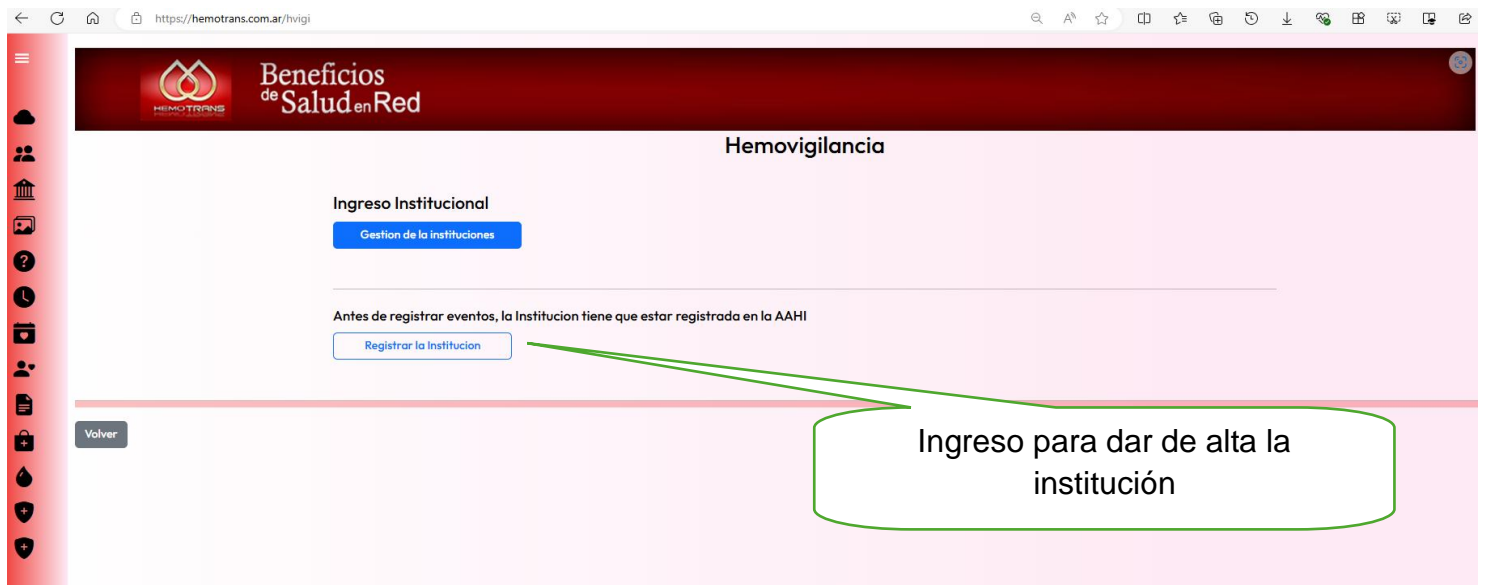 https://hemotrans.com.ar/hvigi
HEMOTRANS
Beneficios
de Salud en Red
Hemovigilancia
Ingreso Institucional
Gestion de la instituciones
Antes de registrar eventos, la Institucion tiene que estar registrada en la AAHI
Registrar la Institucion
Volver
Ingreso para dar de alta la
institución